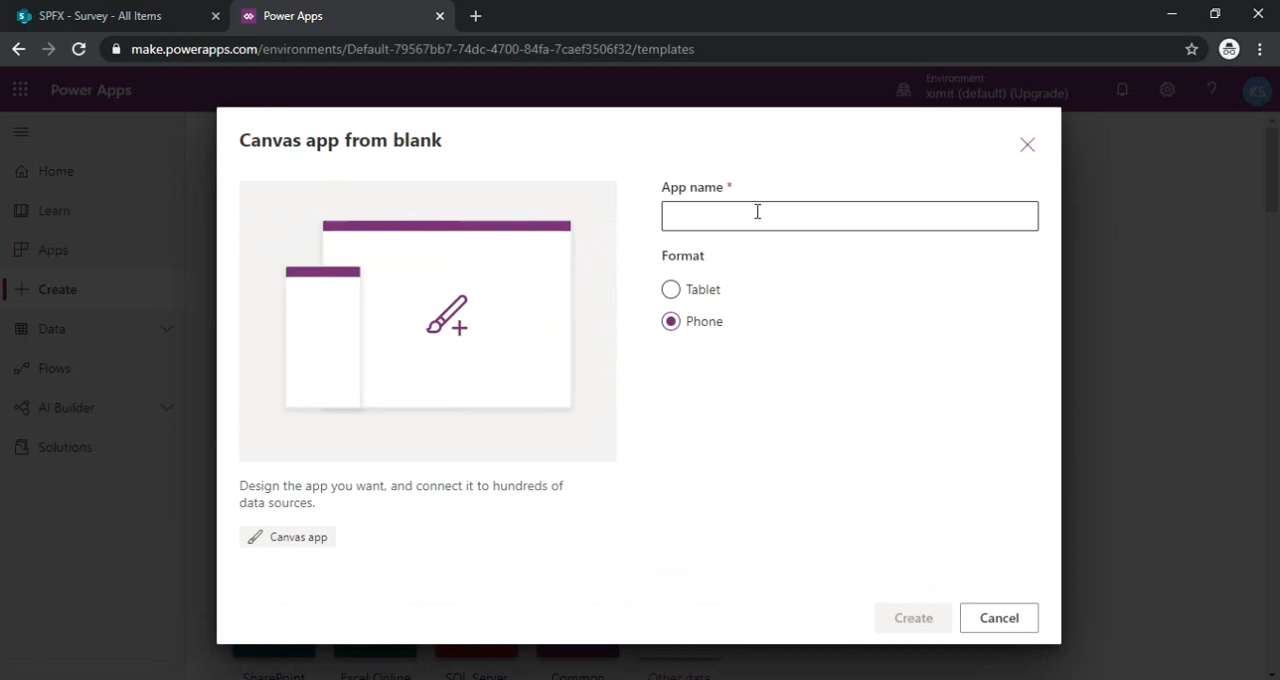 SPFX - Survey - All Items
Power Apps
make.powerapps.com/environments/Default-79567bb7-74dc-4700-84fa-7caef3506f32/templates
Power Apps
Environment
ximit (default) (Upgrade)
KS
Home
Learn
Apps
Create
Data
Flows
AI Builder
Solutions
Canvas app from blank
Design the app you want, and connect it to hundreds of
data sources.
Canvas app
App name *
Format
Tablet
Phone
Create
Cancel
SharePoint
Excel Online
SQL Server
Common
Other data